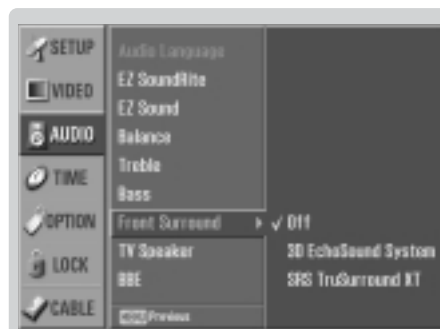 SETUP
VIDEO
AUDIO
TIME
OPTION
LOCK
CABLE
Audio Language
EZ SoundRite
EZ Sound
Balance
Treble
Bass
Front Surround
TV Speaker
BBE
Previous
✓ Off
3D EchoSound System
SRS TruSurround XT